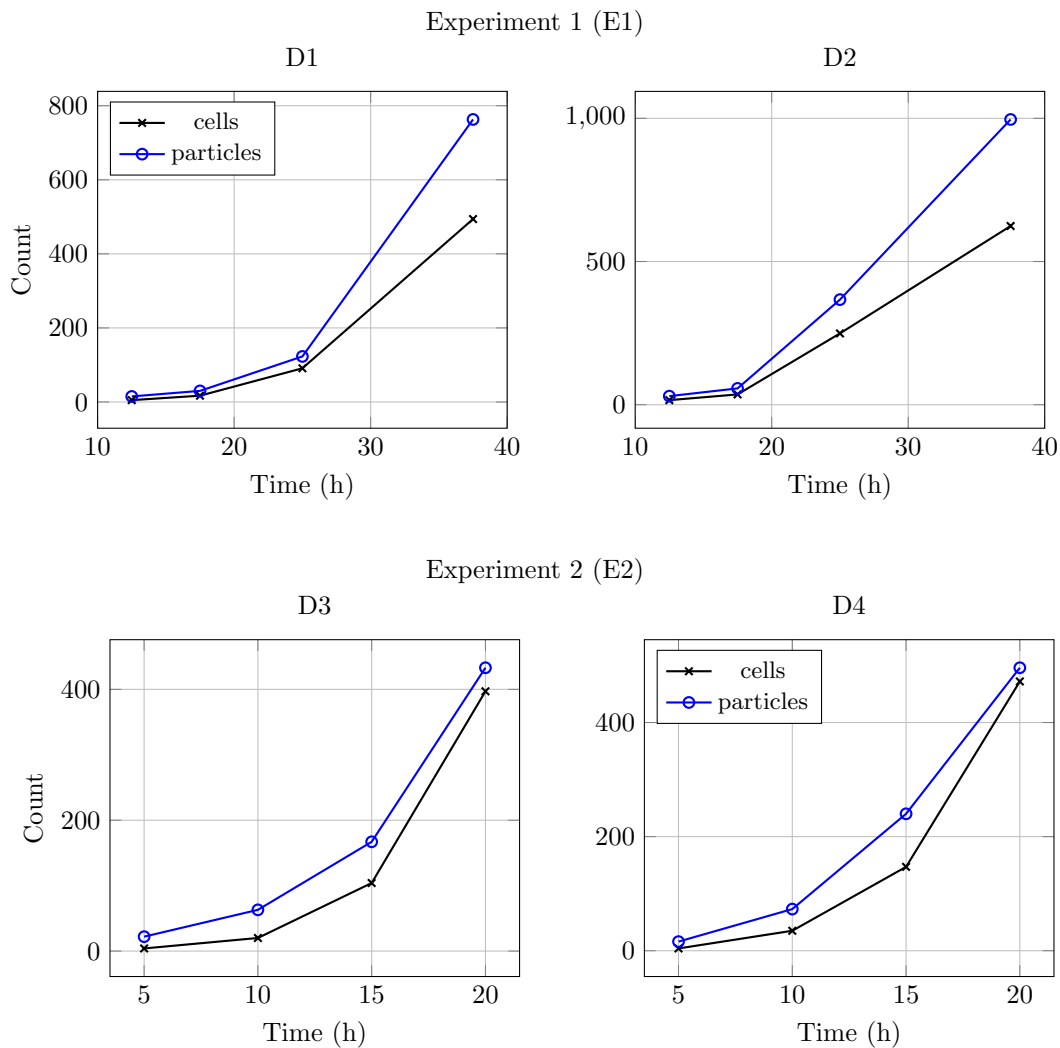 Experiment 1 (E1)
D1
800
600
400
200
0
10 20 30 40
Time (h)
Count
cells
particles
D2
1,000
500
0
10 20 30 40
Time (h)
Experiment 2 (E2)
D3
400
200
0
5 10 15 20
Time (h)
Count
D4
400
200
0
5 10 15 20
Time (h)
cells
particles